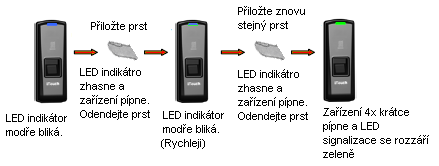 Přiložte prst
Přiložte znovu
stejný prst
LED indikátor
modře bliká.
LED indikátro
zhasne a
zařízení pípne.
Odendejte prst
LED indikátor
modře bliká.
(Rychleji)
LED indikátro
zhasne a
zařízení pípne.
Odendejte prst
Zařízení 4x krátce
pípne a LED
signalizace se rozzáří
zeleně